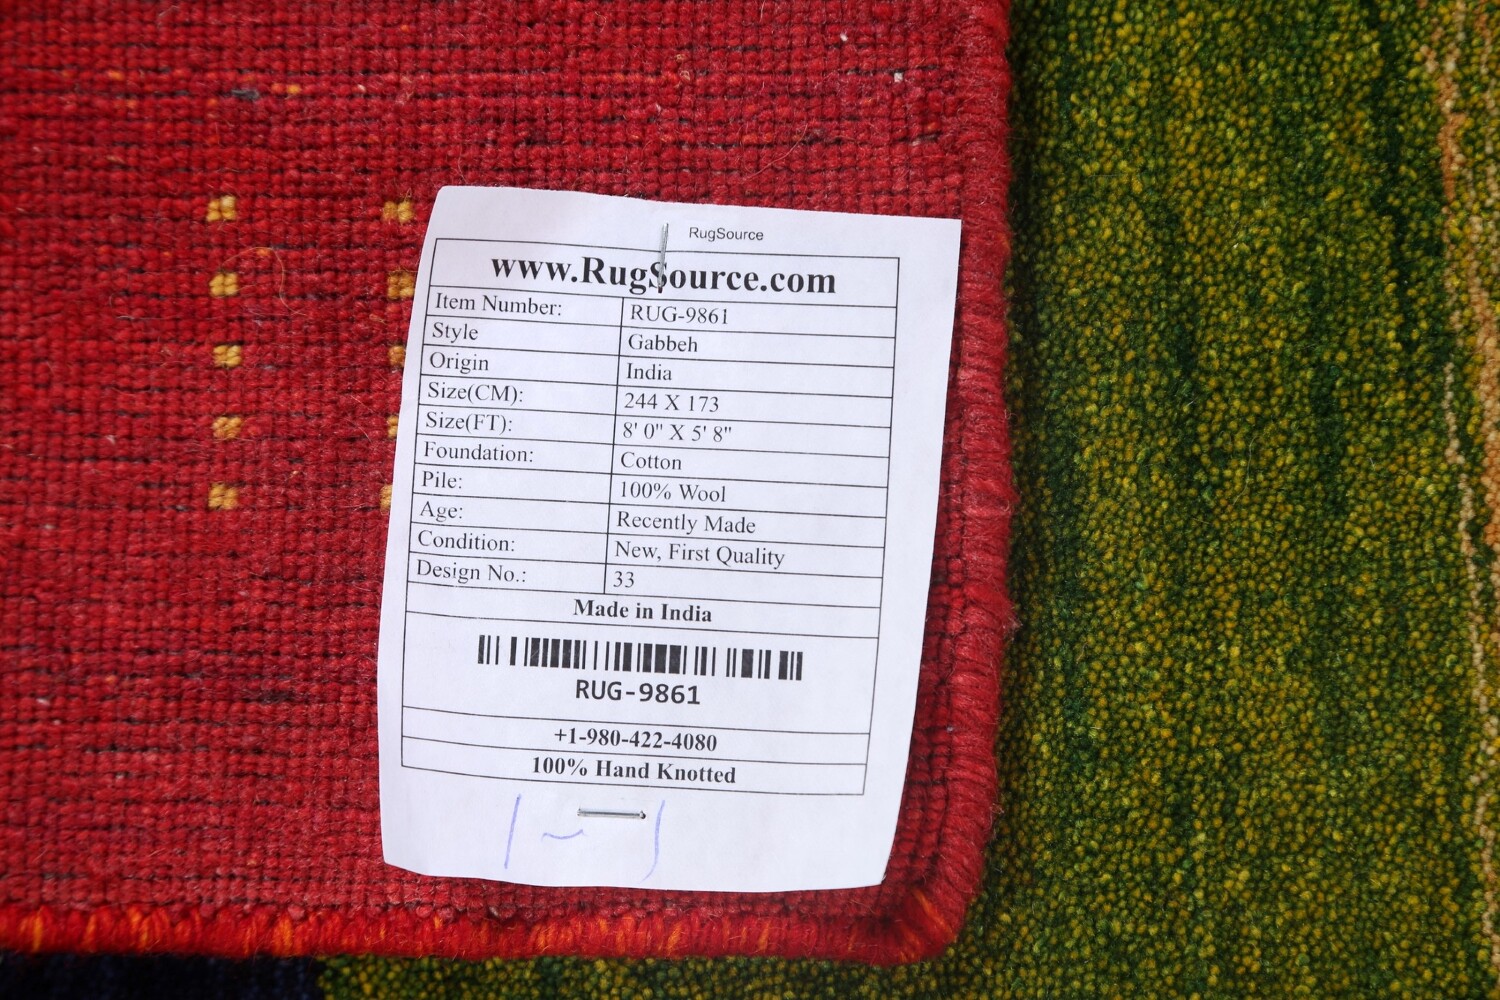 RugSource
www.RugSource.com
Item Number: RUG-9861
Style Gabbeh
Origin India
Size(CM): 244 X 173
Size(FT): 8' 0" X 5' 8"
Foundation: Cotton
Pile: 100% Wool
Age: Recently Made
Condition: New, First Quality
Design No.: 33
Made in India
RUG-9861
+1-980-422-4080
100% Hand Knotted
1 ~ 1